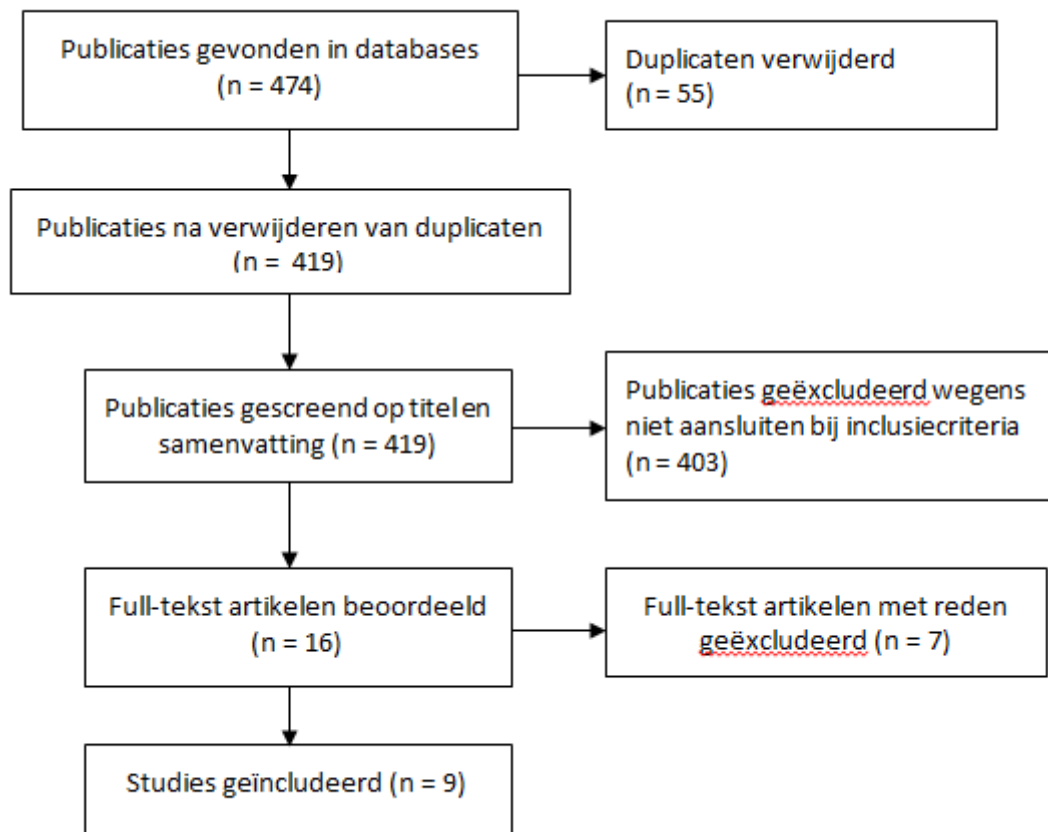 Publicaties gevonden in databases
(n = 474)
Duplicaten verwijderd
(n = 55)
Publicaties na verwijderen van duplicaten
(n = 419)
Publicaties gescreend op titel en
samenvatting (n = 419)
Publicaties geëxcludeerd wegens
niet aansluiten bij inclusiecriteria
(n = 403)
Full-tekst artikelen beoordeeld
(n = 16)
Full-tekst artikelen met reden
geëxcludeerd (n = 7)
Studies geïncludeerd (n = 9)